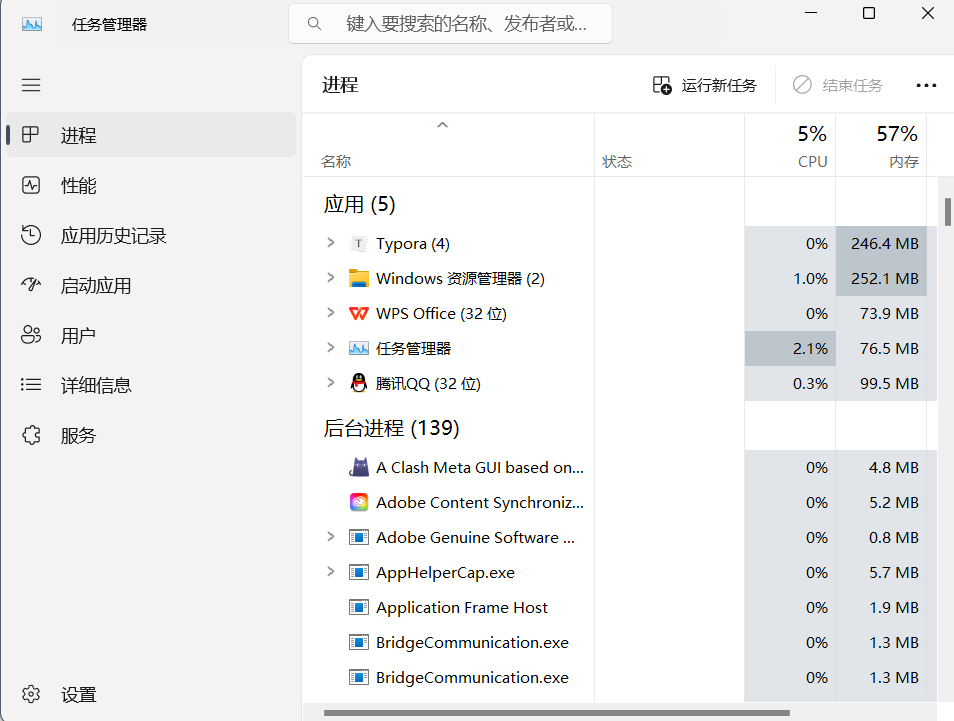 任务管理器
键入要搜索的名称、发布者或...
进程
性能
应用历史记录
启动应用
用户
详细信息
服务
设置
进程
运行新任务
结束任务
5% 57%
名称 状态 CPU 内存
应用 (5)
T Typora (4) 0% 246.4 MB
Windows 资源管理器 (2) 1.0% 252.1 MB
WPS Office (32 位) 0% 73.9 MB
任务管理器 2.1% 76.5 MB
腾讯QQ (32 位) 0.3% 99.5 MB
后台进程 (139)
A Clash Meta GUI based on... 0% 4.8 MB
Adobe Content Synchroniz... 0% 5.2 MB
Adobe Genuine Software ... 0% 0.8 MB
AppHelperCap.exe 0% 5.7 MB
Application Frame Host 0% 1.9 MB
BridgeCommunication.exe 0% 1.3 MB
BridgeCommunication.exe 0% 1.3 MB